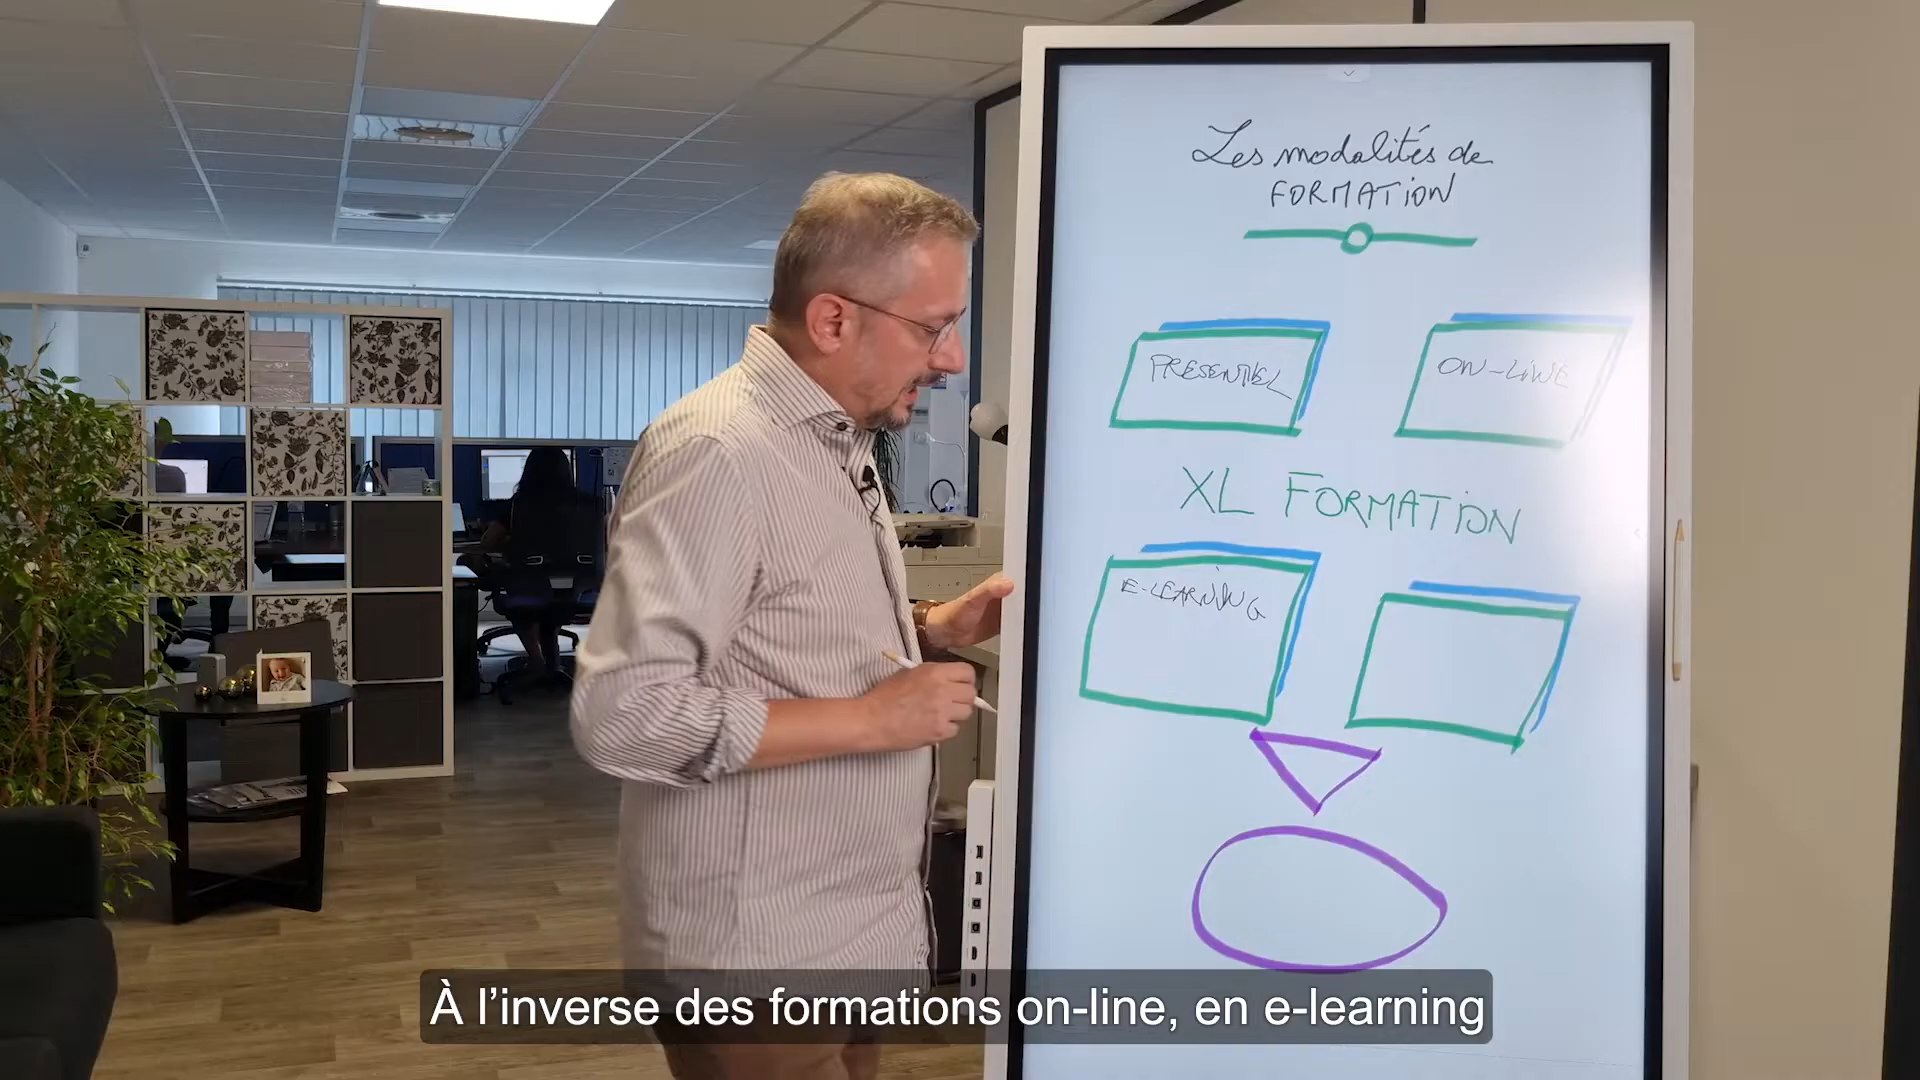 Les modalités de
FORMATION
PRESENTIEL
ON-LINE
XL FORMATION
E-LEARNING
À l’inverse des formations on-line, en e-learning